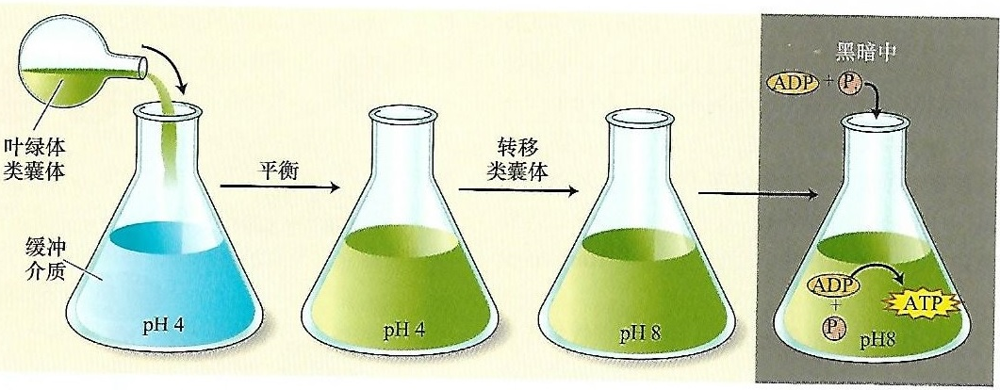 叶绿体
类囊体
缓冲
介质
pH 4
平衡
pH 4
转移
类囊体
pH 8
黑暗中
ADP + Pi
ADP
+
Pi
ATP
pH8